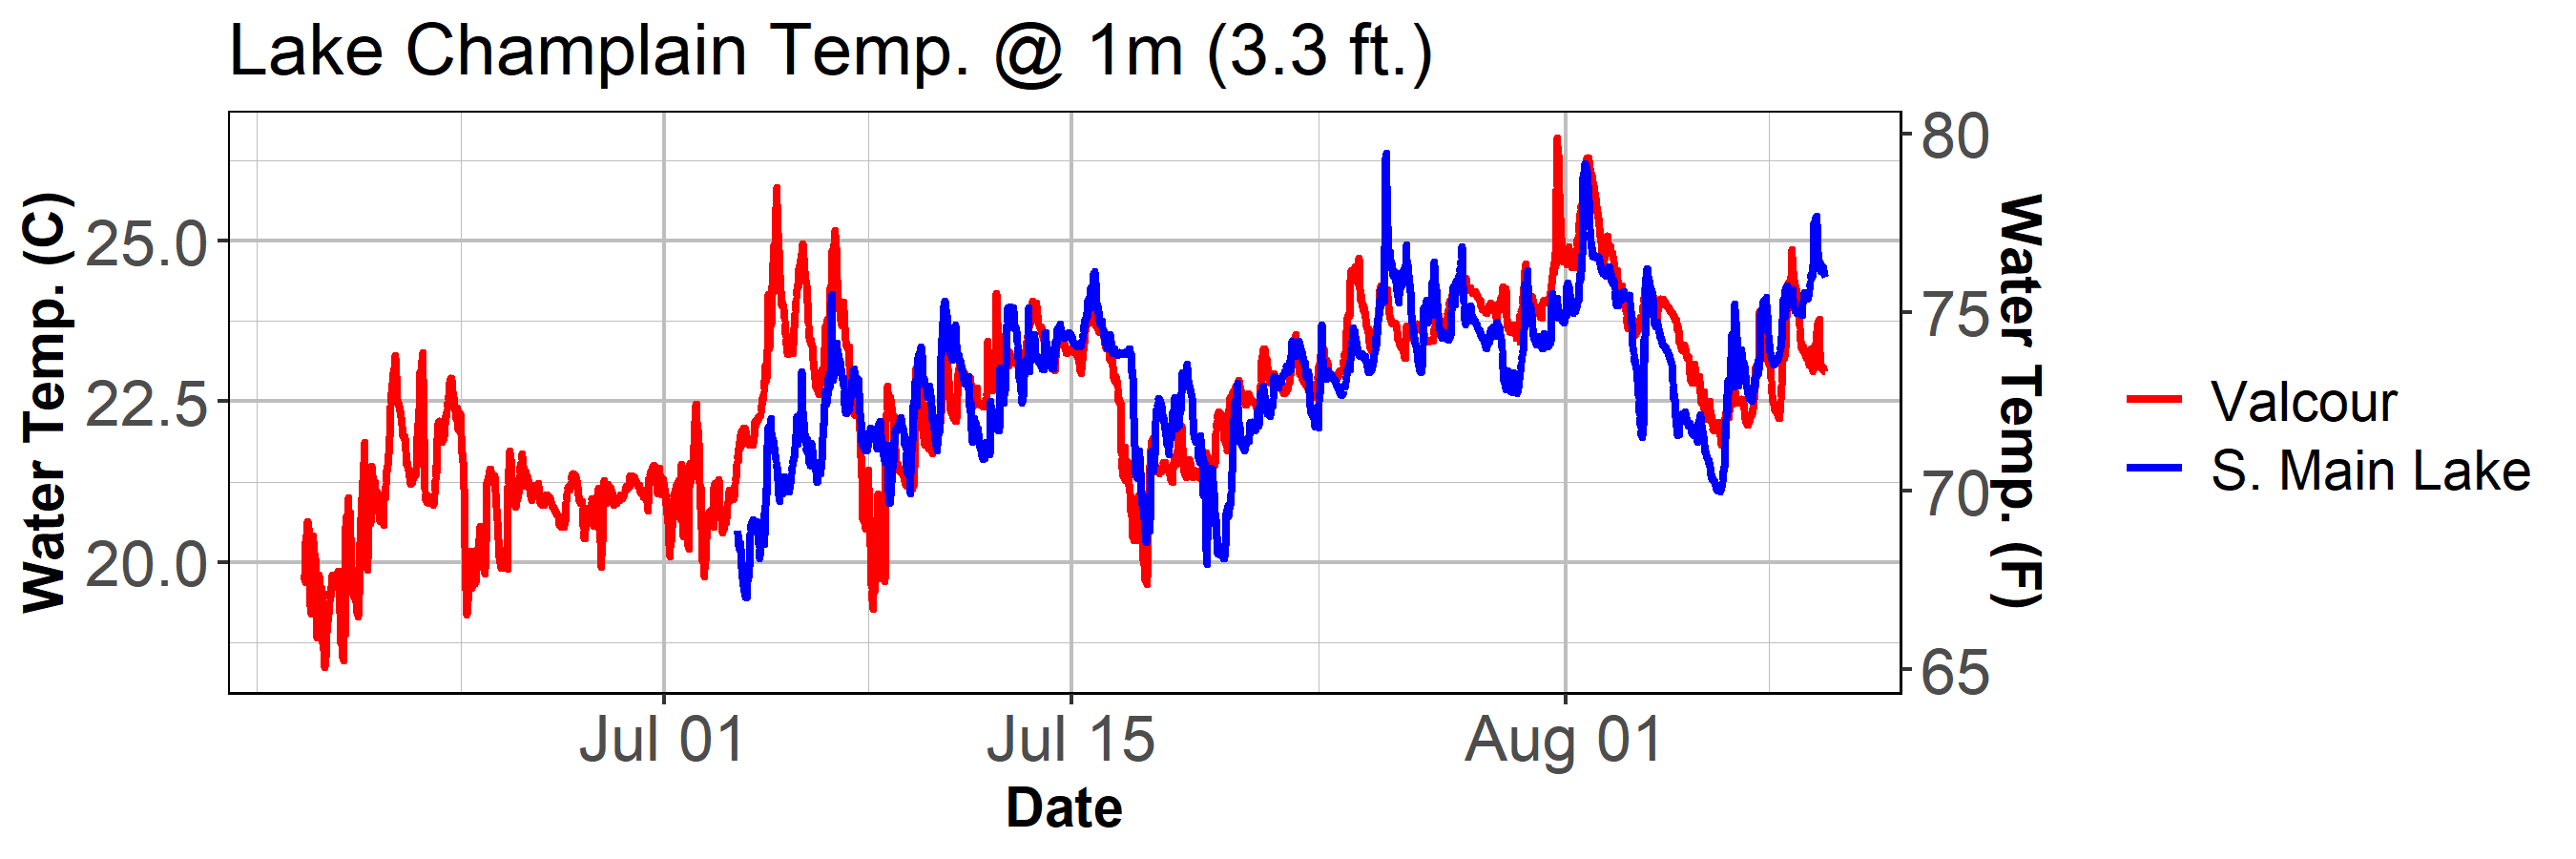 Lake Champlain Temp. @ 1m (3.3 ft.)
Water Temp. (C)
25.0
22.5
20.0
80
75
70
65
Water Temp. (F)
Jul 01
Jul 15
Aug 01
Date
Valcour
S. Main Lake